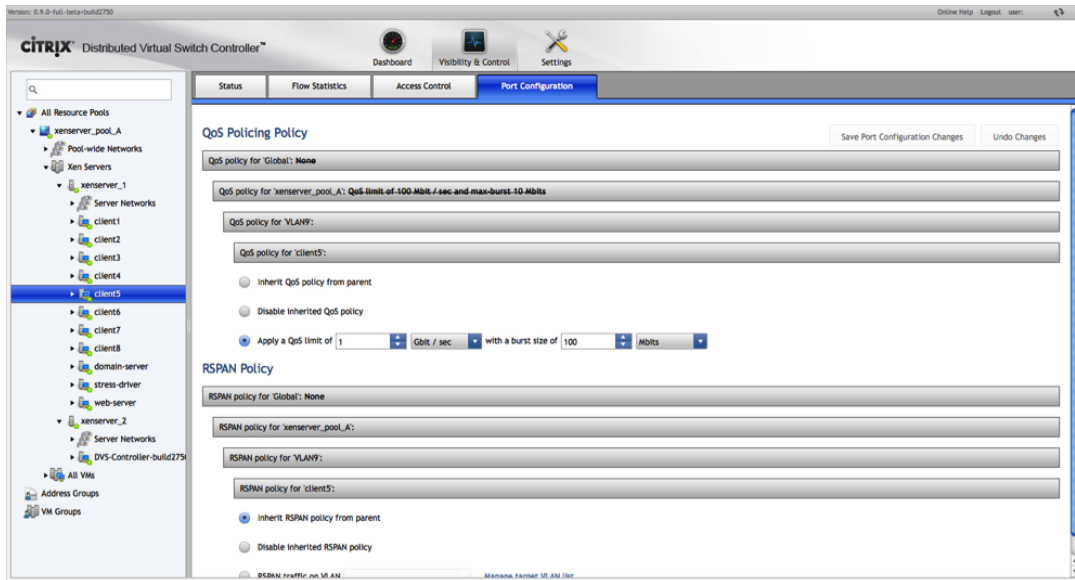 Version: 0.9.0-full-beta+build2750
Online Help Logout user:
CİTRIX® Distributed Virtual Switch Controller™
Dashboard Visibility & Control Settings
Status Flow Statistics Access Control Port Configuration
All Resource Pools
xenserver_pool_A
Pool-wide Networks
Xen Servers
xenserver_1
Server Networks
client1
client2
client3
client4
client5
client6
client7
client8
domain-server
stress-driver
web-server
xenserver_2
Server Networks
DVS-Controller-build275
All VMs
Address Groups
VM Groups
QoS Policing Policy
Save Port Configuration Changes Undo Changes
QoS policy for 'Global': None
QoS policy for 'xenserver_pool_A': QoS limit of 100 Mbit / sec and max-burst 10 Mbits
QoS policy for 'VLAN9':
QoS policy for 'client5':
Inherit QoS policy from parent
Disable inherited QoS policy
Apply a QoS limit of 1 Gbit / sec with a burst size of 100 Mbits
RSPAN Policy
RSPAN policy for 'Global': None
RSPAN policy for 'xenserver_pool_A':
RSPAN policy for 'VLAN9':
RSPAN policy for 'client5':
Inherit RSPAN policy from parent
Disable inherited RSPAN policy
RSPAN traffic on VLAN Manage target VLAN list